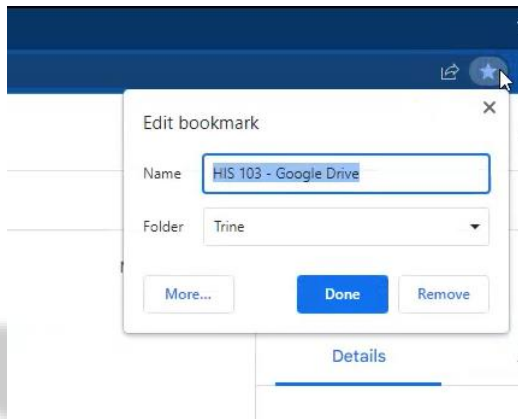 Edit bookmark
Name HIS 103 - Google Drive
Folder Trine
More... Done Remove
Details